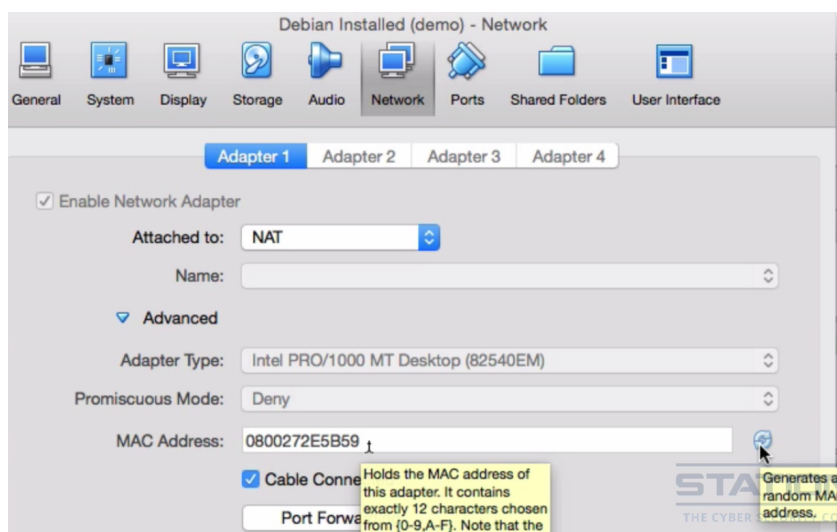 Debian Installed (demo) - Network
General System Display Storage Audio Network Ports Shared Folders User Interface
Adapter 1 Adapter 2 Adapter 3 Adapter 4
Enable Network Adapter
Attached to: NAT
Name:
Advanced
Adapter Type: Intel PRO/1000 MT Desktop (82540EM)
Promiscuous Mode: Deny
MAC Address: 0800272E5B59
Cable Conne
Port Forwa
Holds the MAC address of
this adapter. It contains
exactly 12 characters chosen
from {0-9,A-F}. Note that the
Generates a
random MA
address.
STATIO
THE CYBER